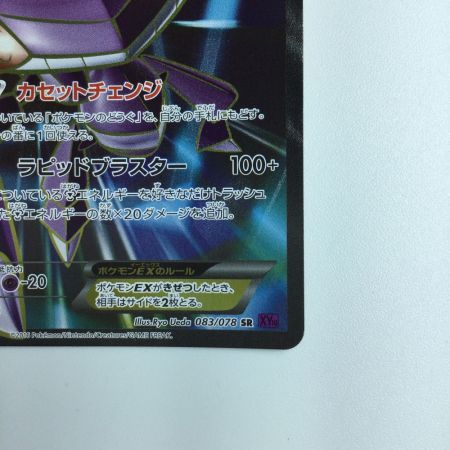 カセットチェンジ
いている「ポケモンのどうぐ」を、自分の手札にもどす。
の番に1回使える。
ラピッドブラスター 100+
についているエネルギーを好きなだけトラッシュ
たエネルギーの数×20ダメージを追加。
抵抗力
-20
ポケモンEXのルール
ポケモンEXがきぜつしたとき、
相手はサイドを2枚とる。
Illus.Ryo Ueda 083/078 SR XY10
©2016 Pokémon/Nintendo/Creatures/GAME FREAK.